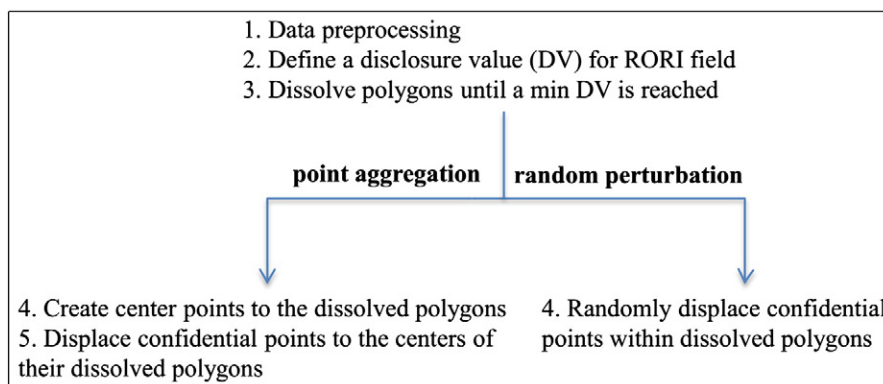 1. Data preprocessing
2. Define a disclosure value (DV) for RORI field
3. Dissolve polygons until a min DV is reached
point aggregation random perturbation
4. Create center points to the dissolved polygons
5. Displace confidential points to the centers of
their dissolved polygons
4. Randomly displace confidential
points within dissolved polygons